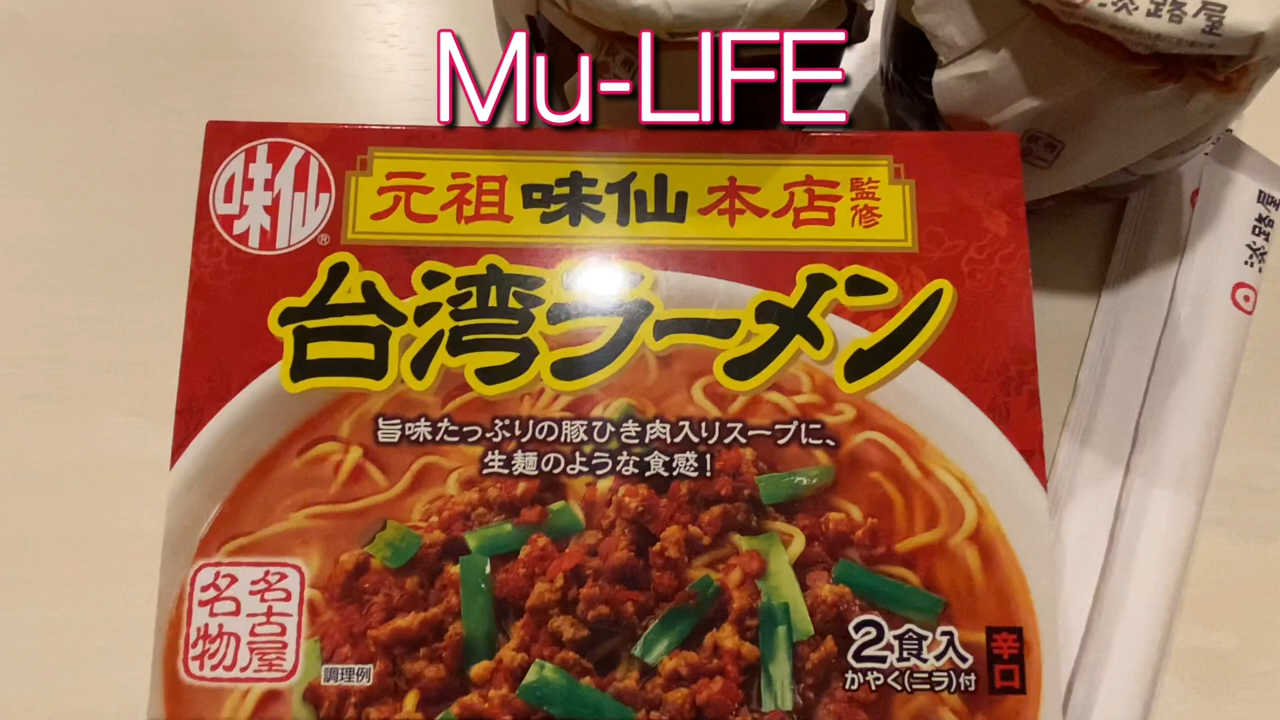 Mu-LIFE
淡路屋
味仙®
元祖味仙本店監修
台湾ラーメン
旨味たっぷりの豚ひき肉入りスープに、
生麺のような食感!
名古屋
名物
調理例
2食入
かやく(ニラ)付
辛口
淡路屋